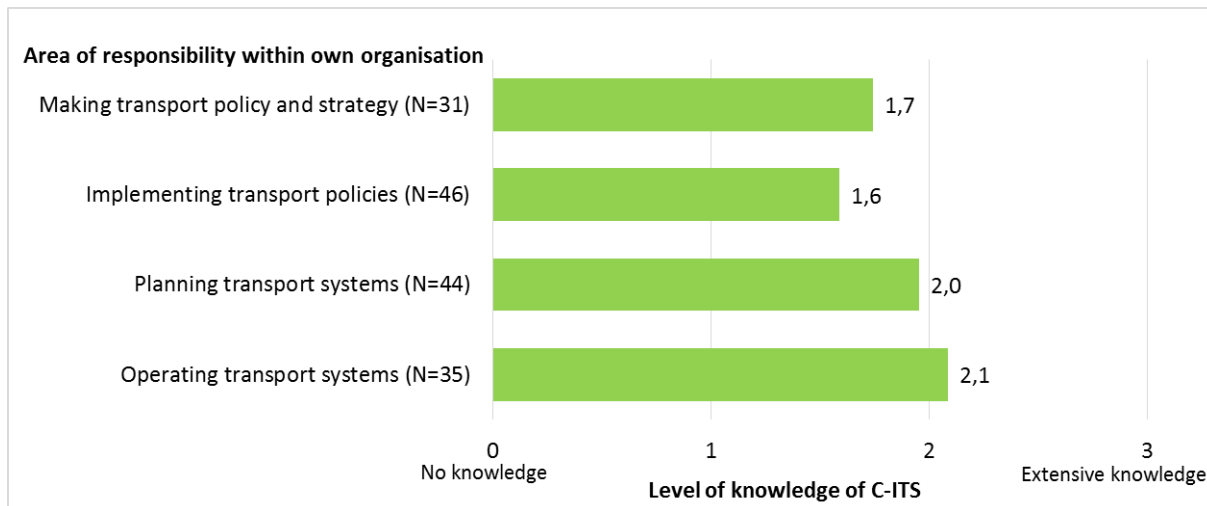 Area of responsibility within own organisation
Making transport policy and strategy (N=31)
1,7
Implementing transport policies (N=46)
1,6
Planning transport systems (N=44)
2,0
Operating transport systems (N=35)
2,1
0 1 2 3
No knowledge Extensive knowledge
Level of knowledge of C-ITS